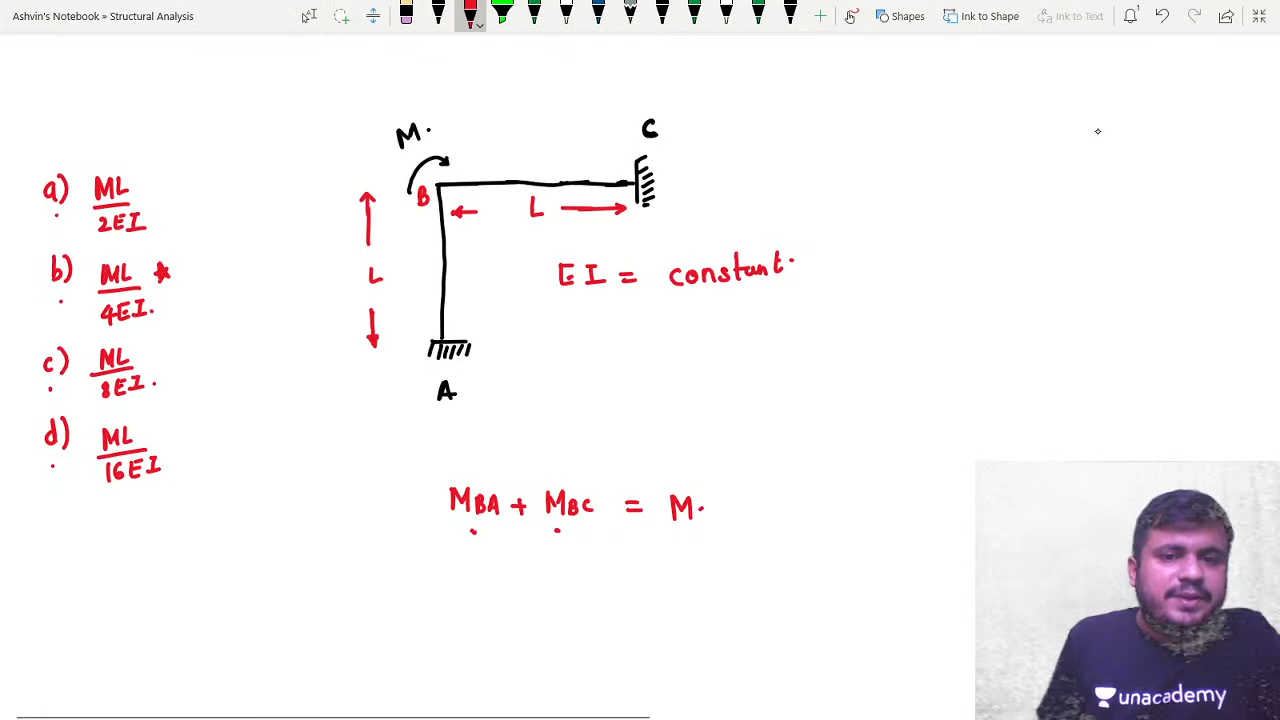 Ashvin's Notebook » Structural Analysis
Shapes
Ink to Shape
Ink to Text
M.
C
B
L
L
EI = constant.
A
a) ML/2EI
b) ML/4EI. *
c) ML/8EI.
d) ML/16EI
MBA + MBC = M.
unacademy